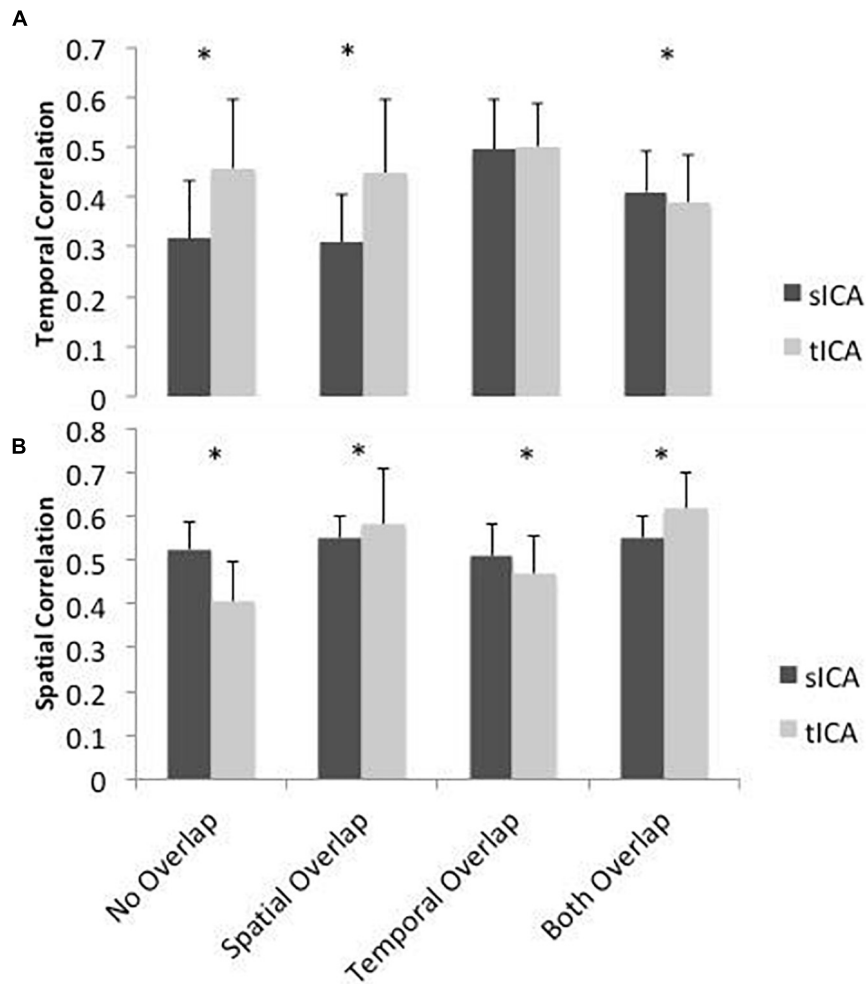 A
0.7
0.6
0.5
0.4
0.3
0.2
0.1
0
Temporal Correlation
* * *
sICA
tICA
B
0.8
0.7
0.6
0.5
0.4
0.3
0.2
0.1
0
Spatial Correlation
* * * *
sICA
tICA
No Overlap
Spatial Overlap
Temporal Overlap
Both Overlap